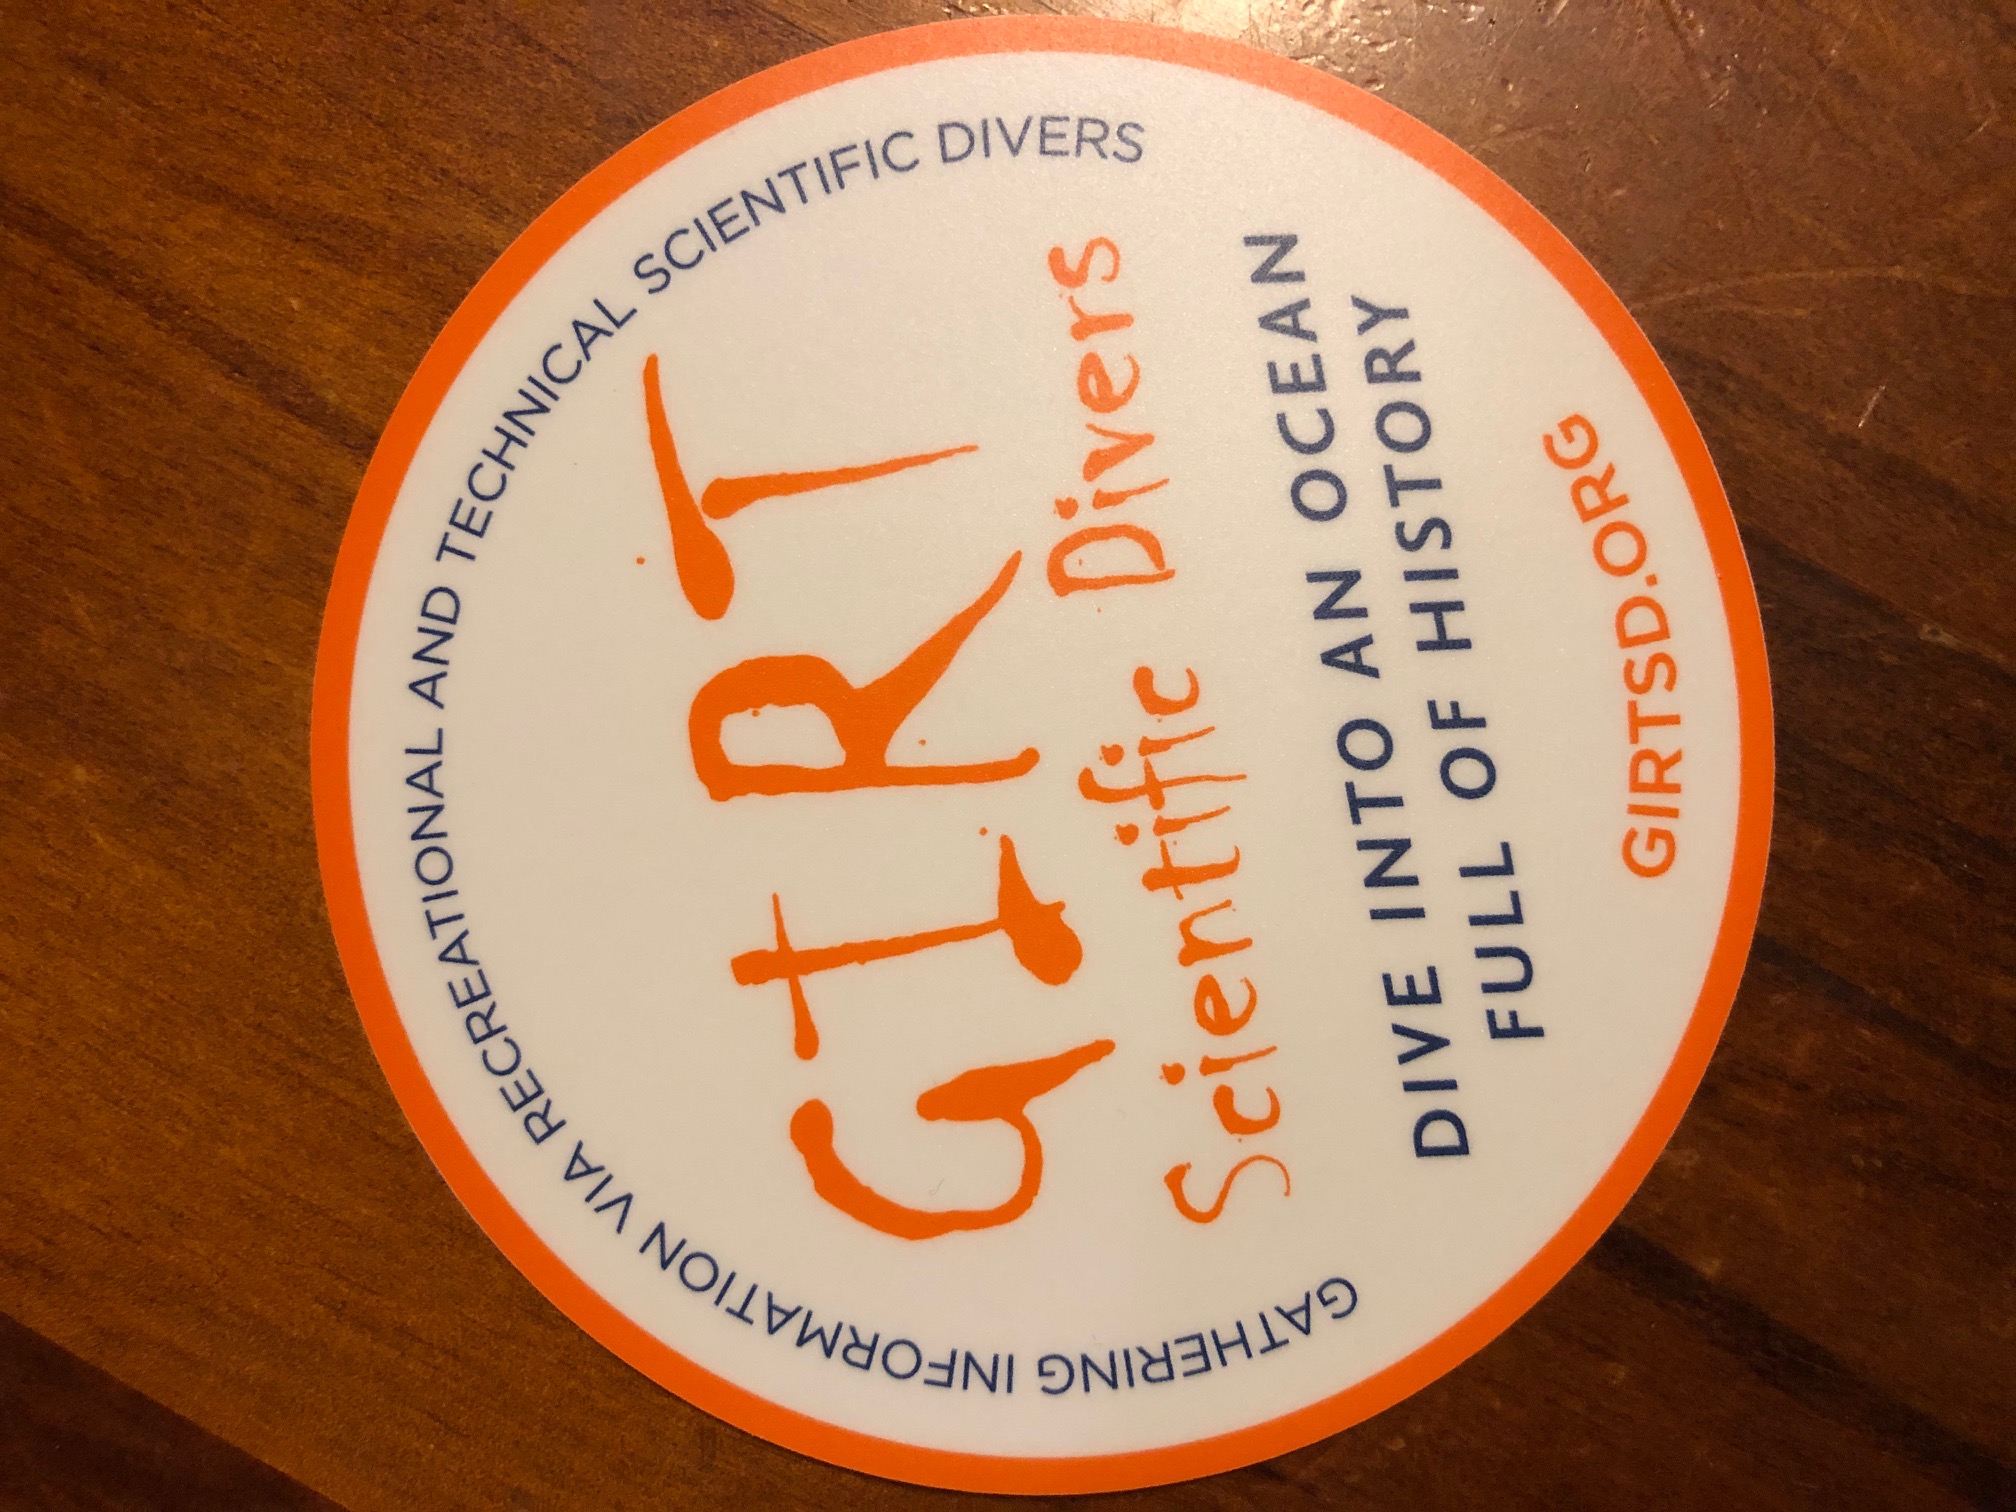 GATHERING INFORMATION VIA RECREATIONAL AND TECHNICAL SCIENTIFIC DIVERS
GIRT
Scientific Divers
DIVE INTO AN OCEAN
FULL OF HISTORY
GIRTSD.ORG